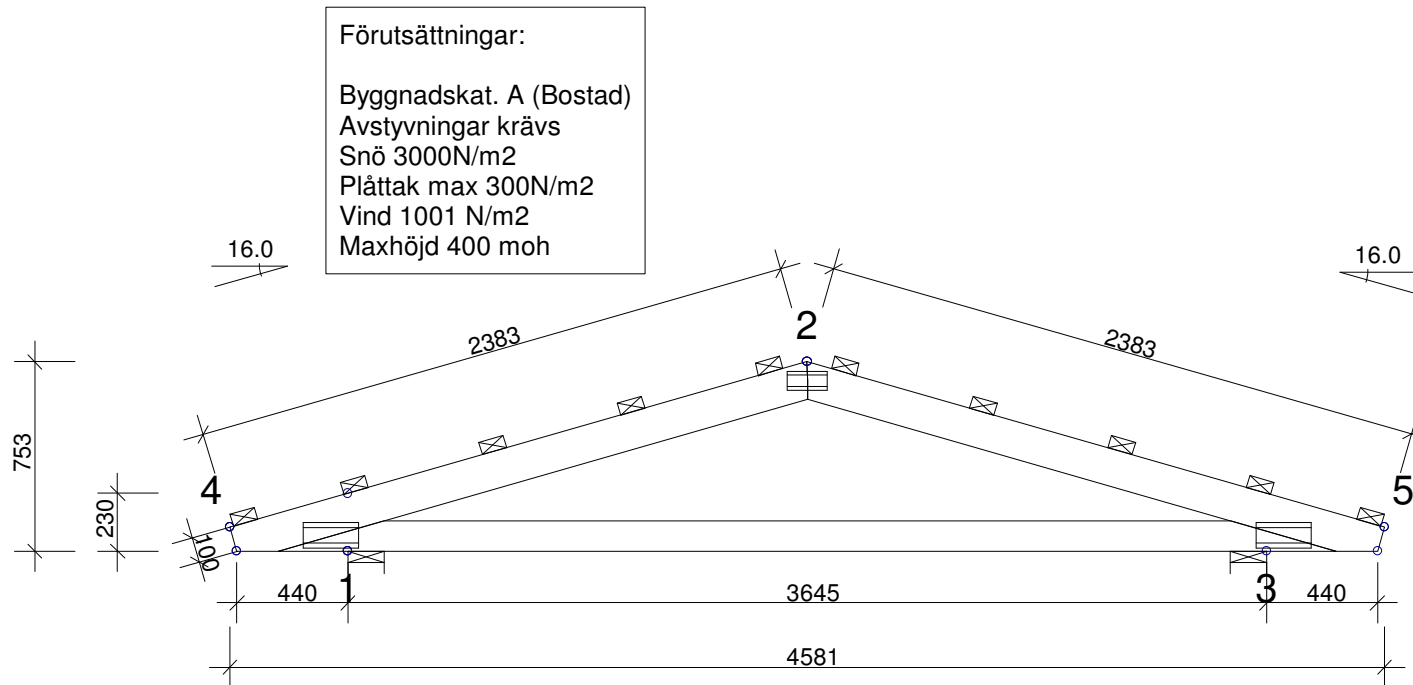 Förutsättningar:
Byggnadskat. A (Bostad)
Avstyvningar krävs
Snö 3000N/m2
Plåttak max 300N/m2
Vind 1001 N/m2
Maxhöjd 400 moh
16.0
16.0
2
2383
2383
753
4
5
230
100
1
3
440
3645
440
4581